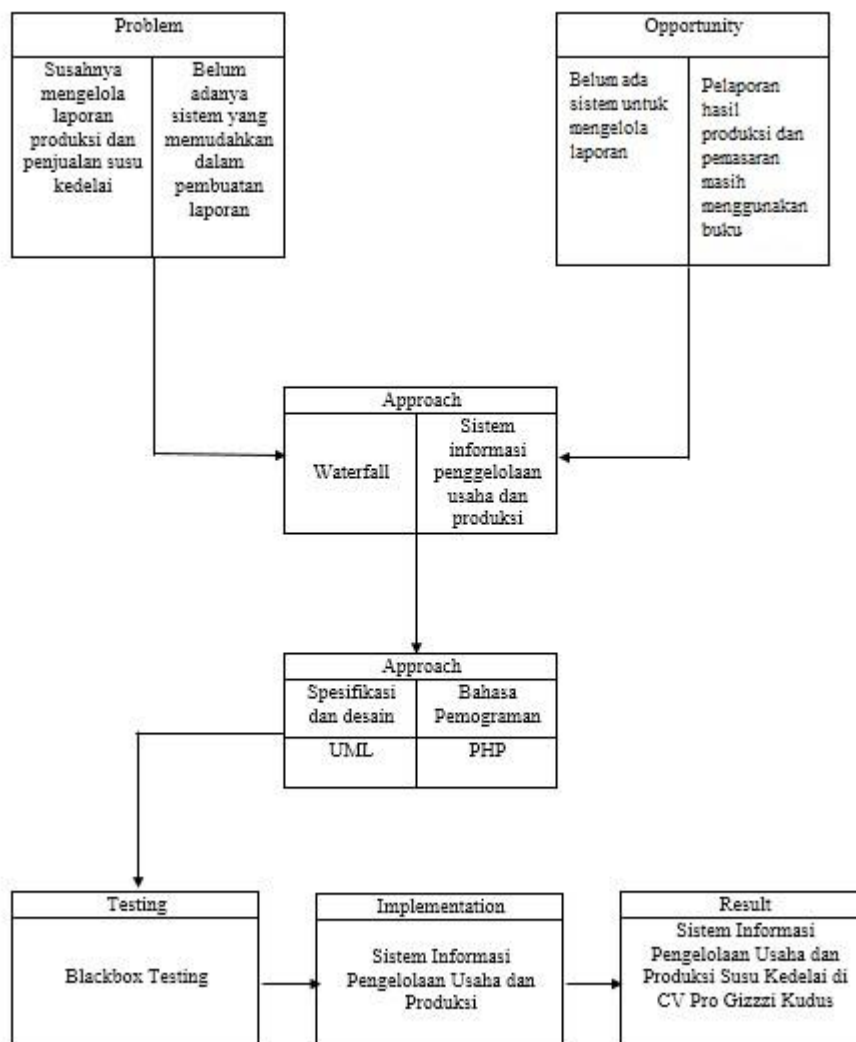 Problem
Susahnya
mengelola
laporan
produksi dan
penjualan susu
kedelai
Belum
adanya
sistem yang
memudahkan
dalam
pembuatan
laporan
Opportunity
Belum ada
sistem untuk
mengelola
laporan
Pelaporan
hasil
produksi dan
pemasaran
masih
menggunakan
buku
Approach
Waterfall
Sistem
informasi
penggelolaan
usaha dan
produksi
Approach
Spesifikasi
dan desain
Bahasa
Pemograman
UML
PHP
Testing
Blackbox Testing
Implementation
Sistem Informasi
Pengelolaan Usaha dan
Produksi
Result
Sistem Informasi
Pengelolaan Usaha dan
Produksi Susu Kedelai di
CV Pro Gizzzi Kudus